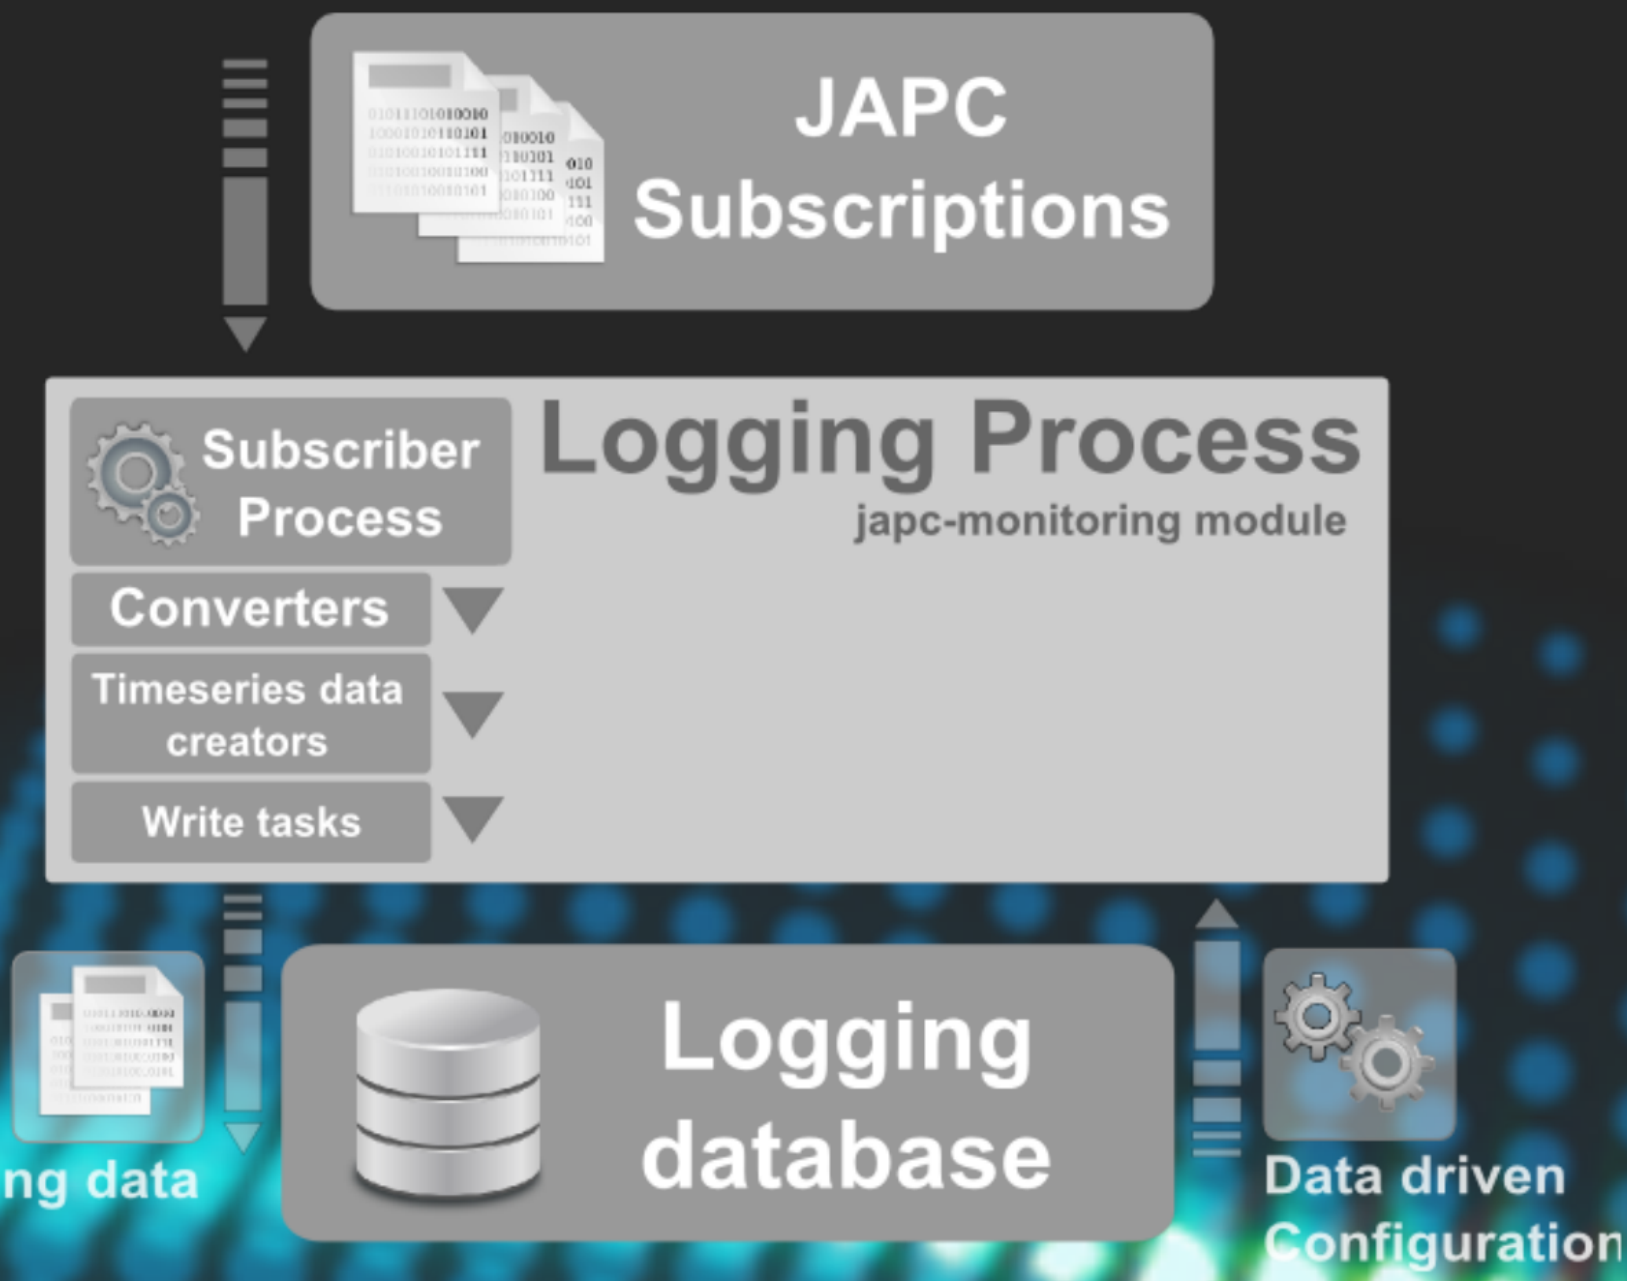 JAPC
Subscriptions
Logging Process
japc-monitoring module
Subscriber
Process
Converters
Timeseries data
creators
Write tasks
Logging
database
ng data
Data driven
Configuration